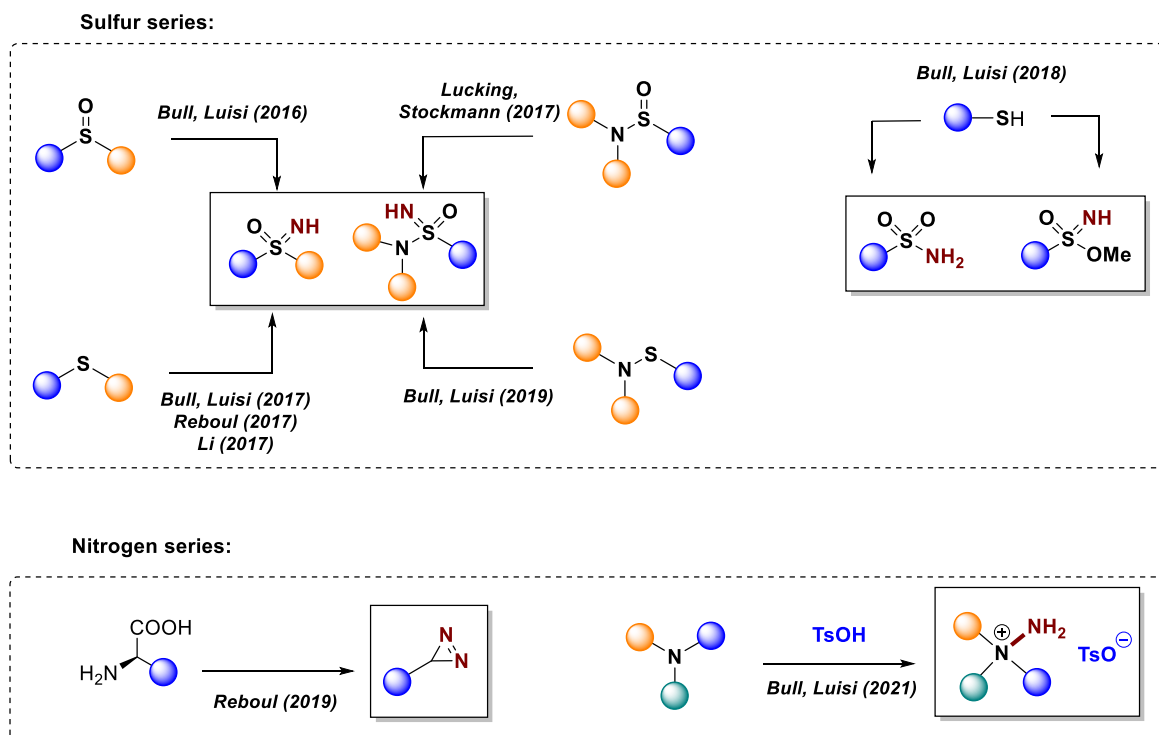 Sulfur series:
Bull, Luisi (2016)
Lucking,
Stockmann (2017)
Bull, Luisi (2018)
O
S
O
S
N
SH
O
NH
S
HN
O
S
N
O
O
S
NH2
O
NH
S
OMe
S
Bull, Luisi (2017)
Reboul (2017)
Li (2017)
Bull, Luisi (2019)
S
N
Nitrogen series:
COOH
H2N
Reboul (2019)
N
N
N
TsOH
Bull, Luisi (2021)
+
NH2
N
TsO−